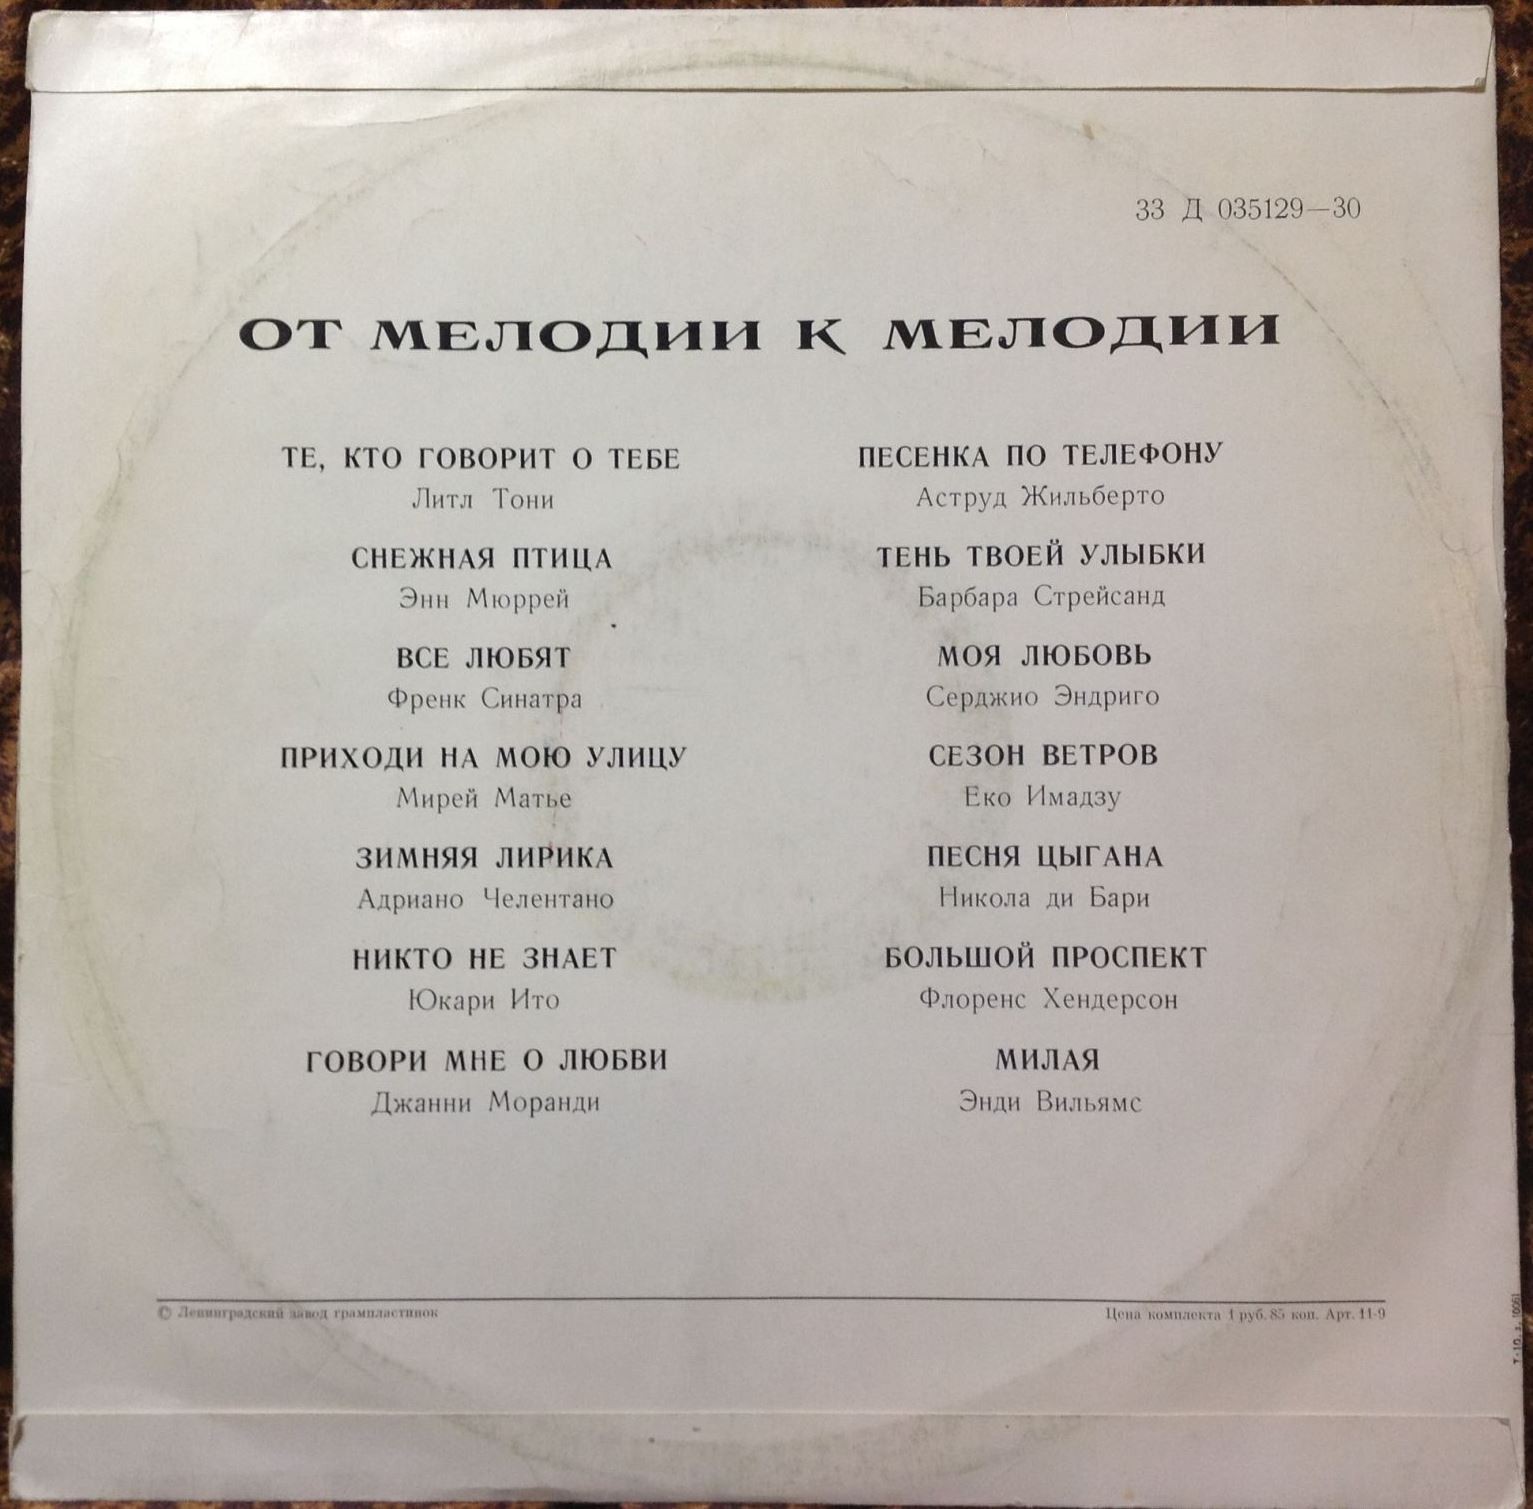 33 Д 035129—30
ОТ МЕЛОДИИ К МЕЛОДИИ
ТЕ, КТО ГОВОРИТ О ТЕБЕ
Литл Тони
СНЕЖНАЯ ПТИЦА
Энн Мюррей
ВСЕ ЛЮБЯТ
Френк Синатра
ПРИХОДИ НА МОЮ УЛИЦУ
Мирей Матье
ЗИМНЯЯ ЛИРИКА
Адриано Челентано
НИКТО НЕ ЗНАЕТ
Юкари Ито
ГОВОРИ МНЕ О ЛЮБВИ
Джанни Моранди
ПЕСЕНКА ПО ТЕЛЕФОНУ
Аструд Жильберто
ТЕНЬ ТВОЕЙ УЛЫБКИ
Барбара Стрейсанд
МОЯ ЛЮБОВЬ
Серджио Эндриго
СЕЗОН ВЕТРОВ
Еко Имадзу
ПЕСНЯ ЦЫГАНА
Никола ди Бари
БОЛЬШОЙ ПРОСПЕКТ
Флоренс Хендерсон
МИЛАЯ
Энди Вильямс
© Ленинградский завод грампластинок
Цена комплекта 1 руб. 85 коп. Арт. 11-9